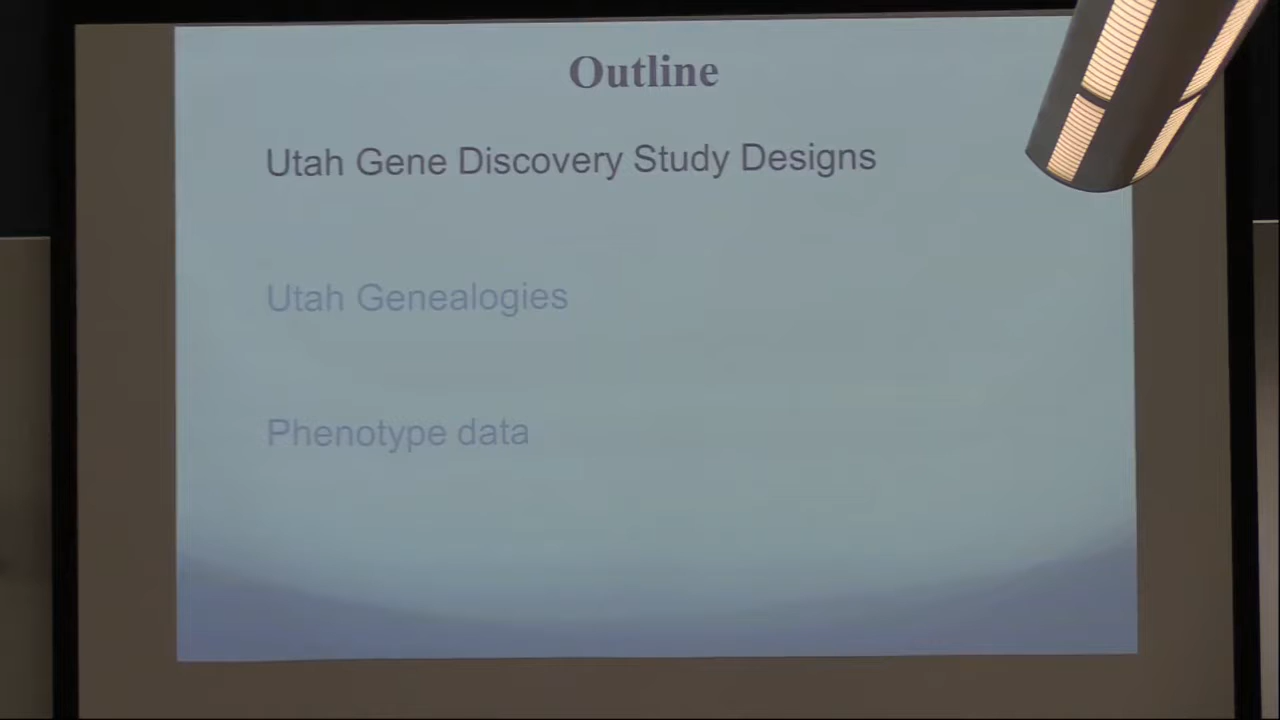 Outline
Utah Gene Discovery Study Designs
Utah Genealogies
Phenotype data